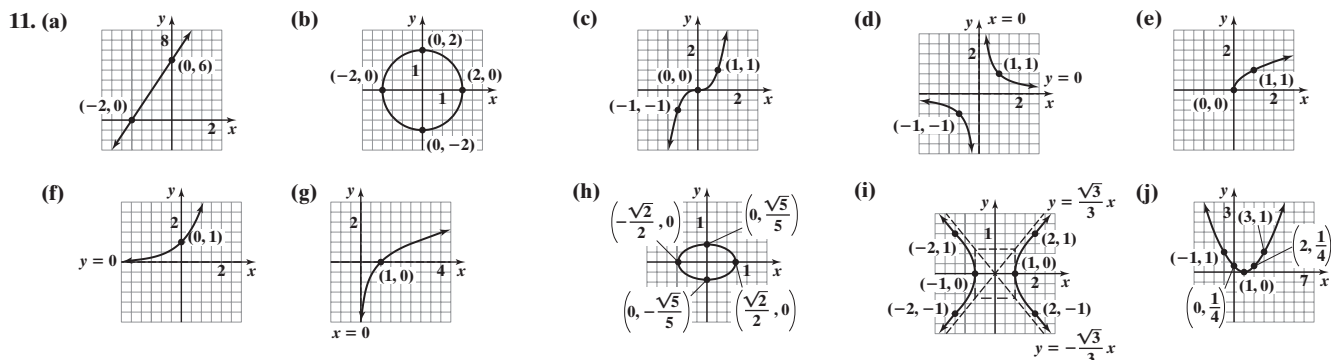 11. (a)
y
8
(0, 6)
(−2, 0)
2
x
(b)
y
(0, 2)
(−2, 0)
1
(2, 0)
1
x
(0, −2)
(c)
y
2
(0, 0)
(1, 1)
(−1, −1)
2
x
(d)
y
x = 0
2
(1, 1)
y = 0
2
x
(−1, −1)
(e)
y
2
(1, 1)
(0, 0)
2
x
(f)
y
2
(0, 1)
y = 0
2
x
(g)
y
2
(1, 0)
4
x
x = 0
(h)
y
(−√2/2, 0)
1
(0, √5/5)
1
x
(0, −√5/5)
(√2/2, 0)
(i)
y
y = √3/3 x
1
(−2, 1)
(2, 1)
(1, 0)
(−1, 0)
2
x
(−2, −1)
(2, −1)
y = −√3/3 x
(j)
y
3
(3, 1)
(−1, 1)
(2, 1/4)
(1, 0)
7
x
(0, 1/4)